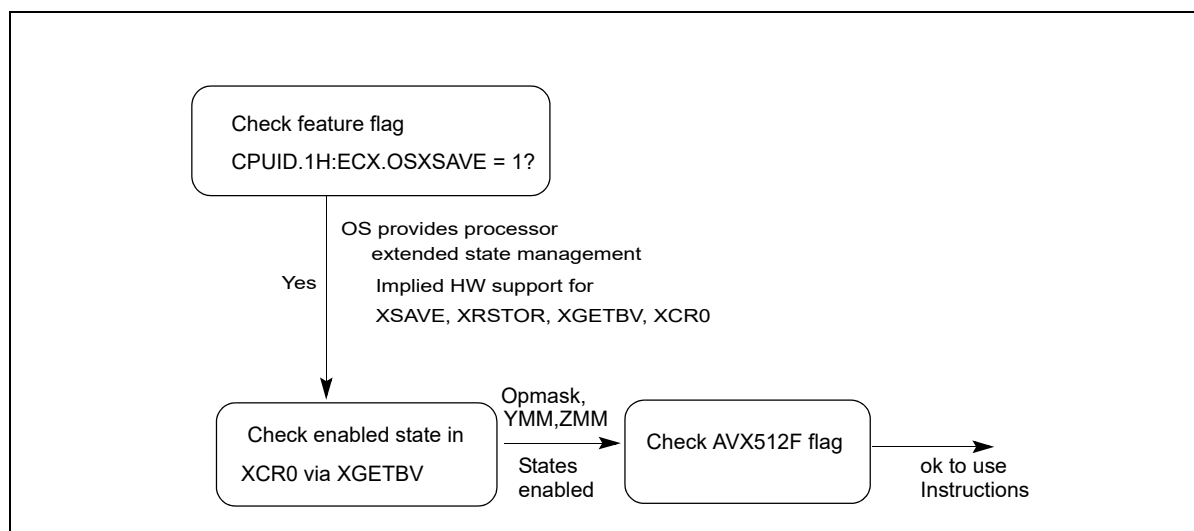 Check feature flag
CPUID.1H:ECX.OSXSAVE = 1?
OS provides processor
extended state management
Yes
Implied HW support for
XSAVE, XRSTOR, XGETBV, XCR0
Check enabled state in
XCR0 via XGETBV
Opmask,
YMM,ZMM
States
enabled
Check AVX512F flag
ok to use
Instructions